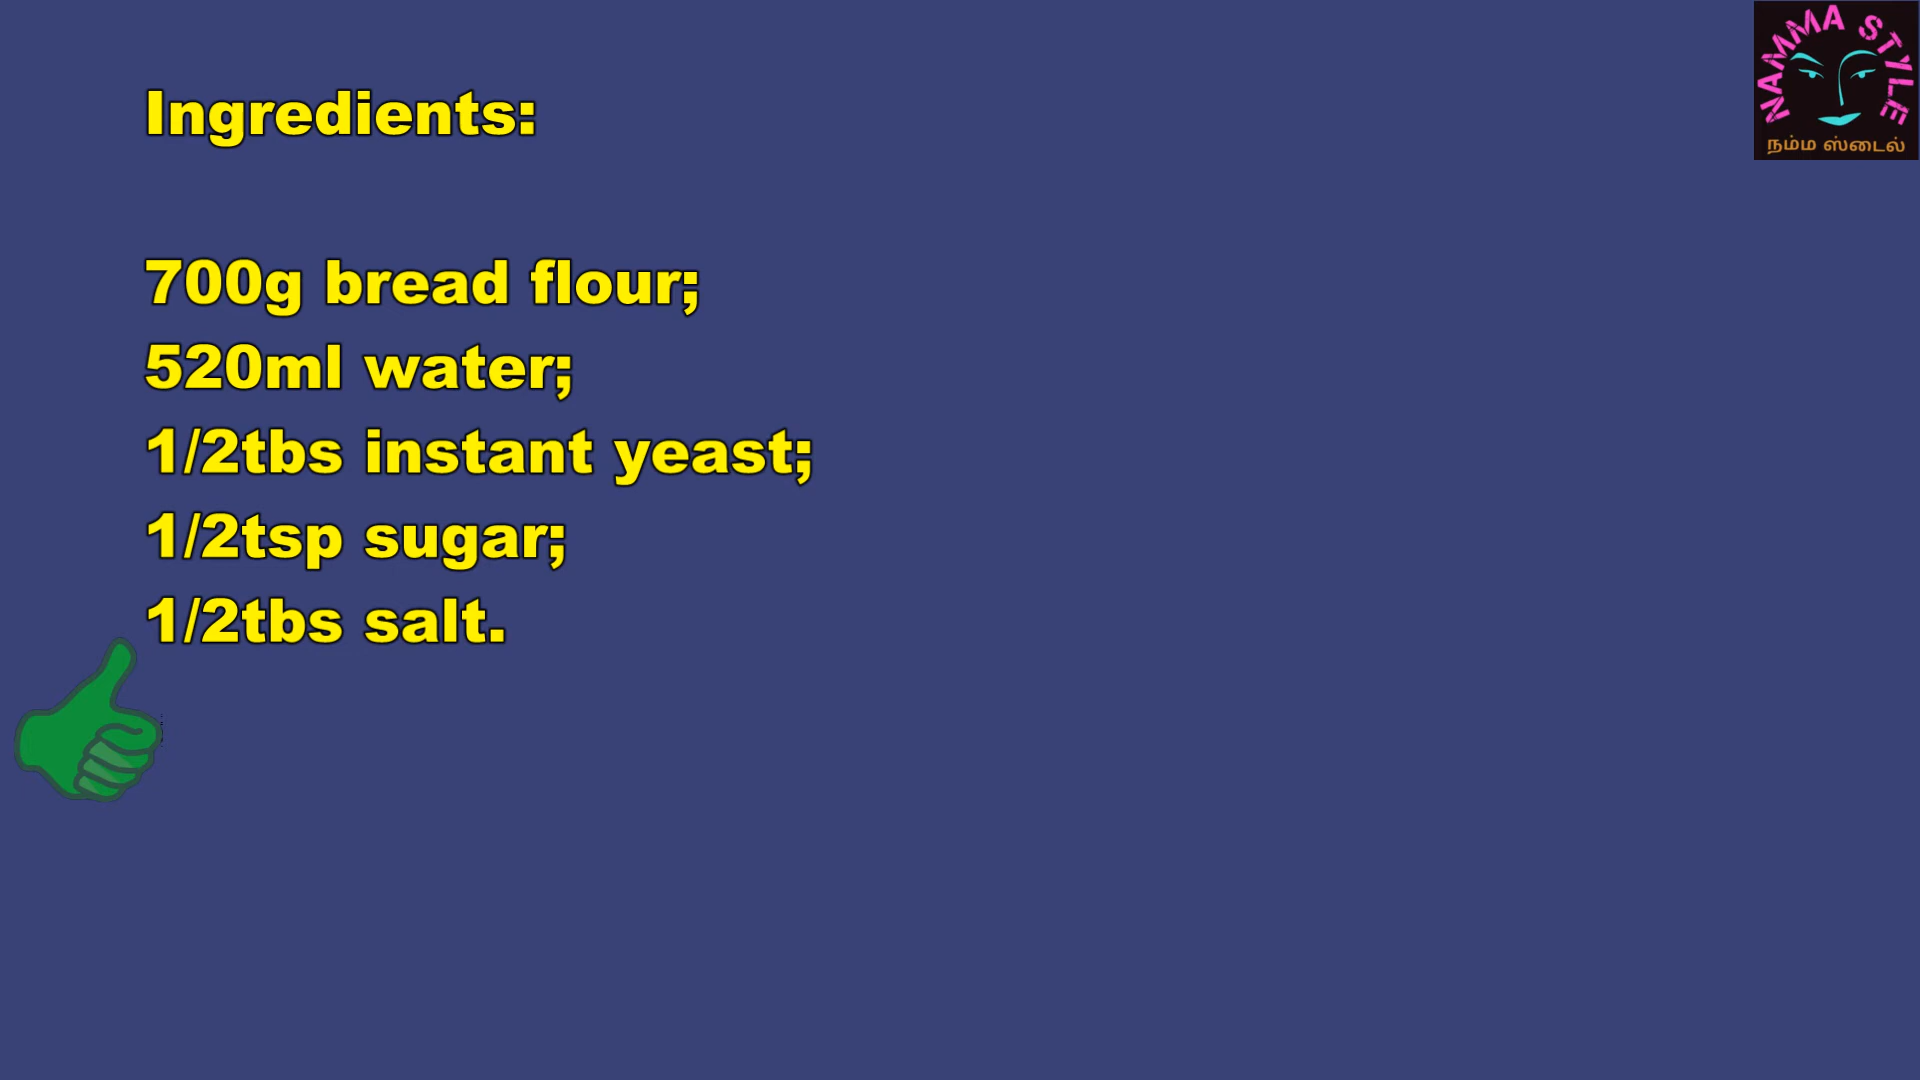 NAMMA STYLE
நம்ம ஸ்டைல்
Ingredients:
700g bread flour;
520ml water;
1/2tbs instant yeast;
1/2tsp sugar;
1/2tbs salt.